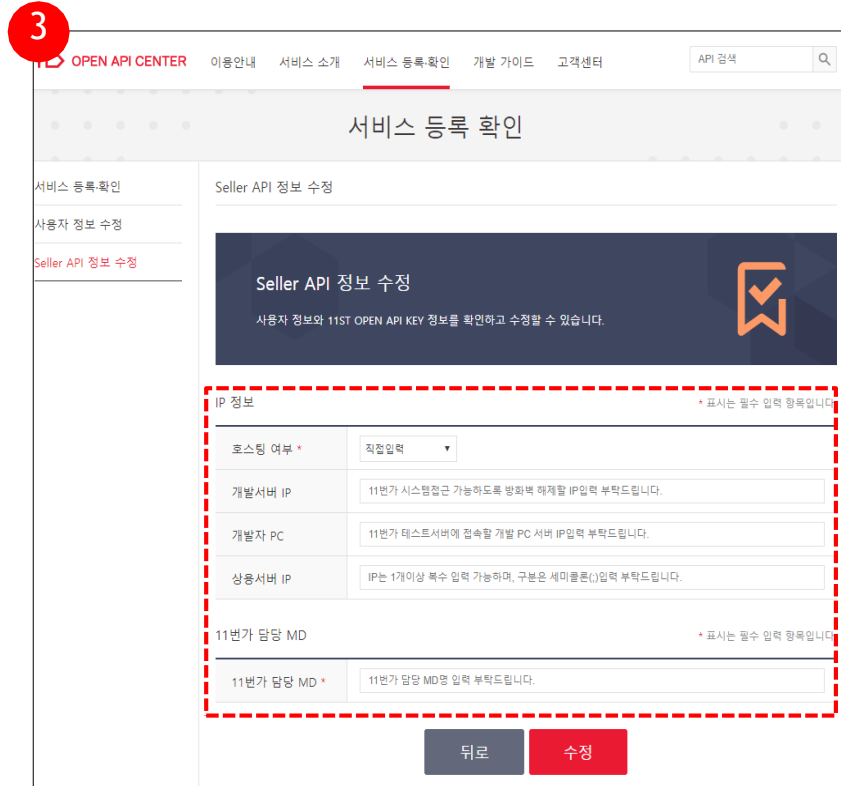 3
OPEN API CENTER
이용안내 서비스 소개 서비스 등록·확인 개발 가이드 고객센터
API 검색
서비스 등록 확인
서비스 등록·확인
사용자 정보 수정
Seller API 정보 수정
Seller API 정보 수정
Seller API 정보 수정
사용자 정보와 11ST OPEN API KEY 정보를 확인하고 수정할 수 있습니다.
IP 정보
* 표시는 필수 입력 항목입니다
호스팅 여부 *
직접입력
개발서버 IP
11번가 시스템접근 가능하도록 방화벽 해제할 IP입력 부탁드립니다.
개발자 PC
11번가 테스트서버에 접속할 개발 PC 서버 IP입력 부탁드립니다.
상용서버 IP
IP는 1개이상 복수 입력 가능하며, 구분은 세미콜론(;)입력 부탁드립니다.
11번가 담당 MD
* 표시는 필수 입력 항목입니다
11번가 담당 MD *
11번가 담당 MD명 입력 부탁드립니다.
뒤로
수정